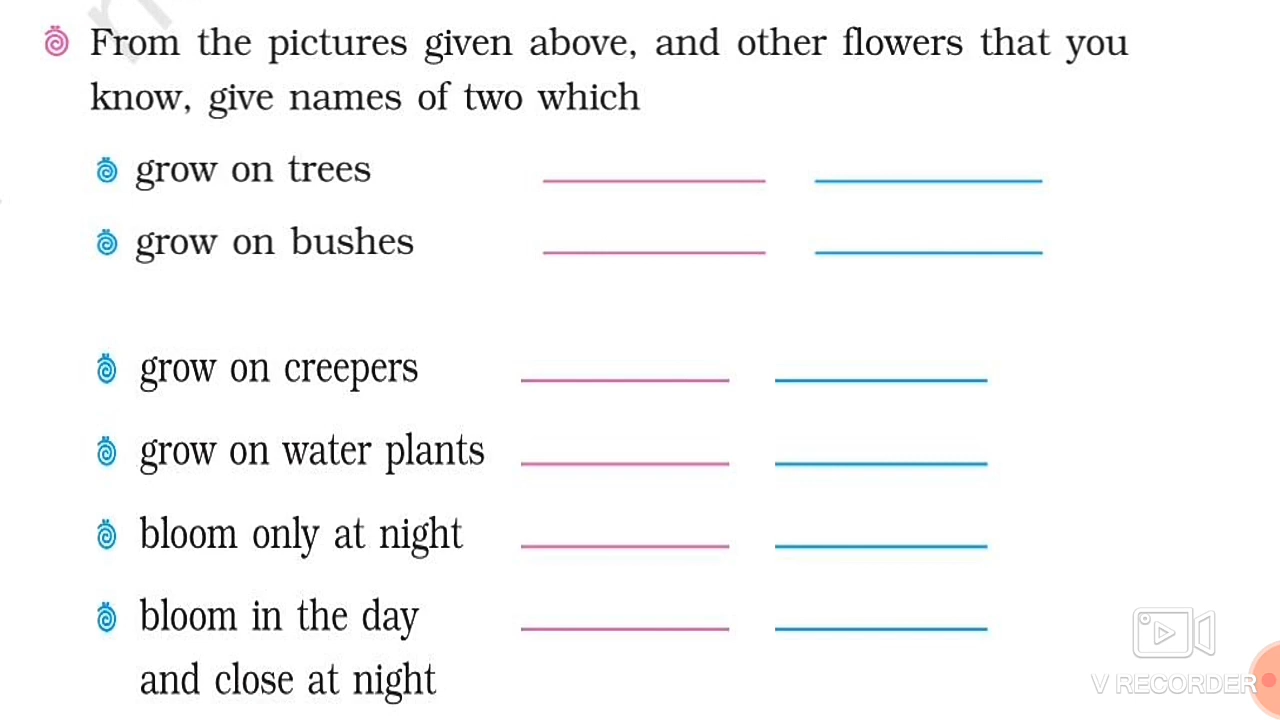 From the pictures given above, and other flowers that you
know, give names of two which
grow on trees
grow on bushes
grow on creepers
grow on water plants
bloom only at night
bloom in the day
and close at night
V RECORDER